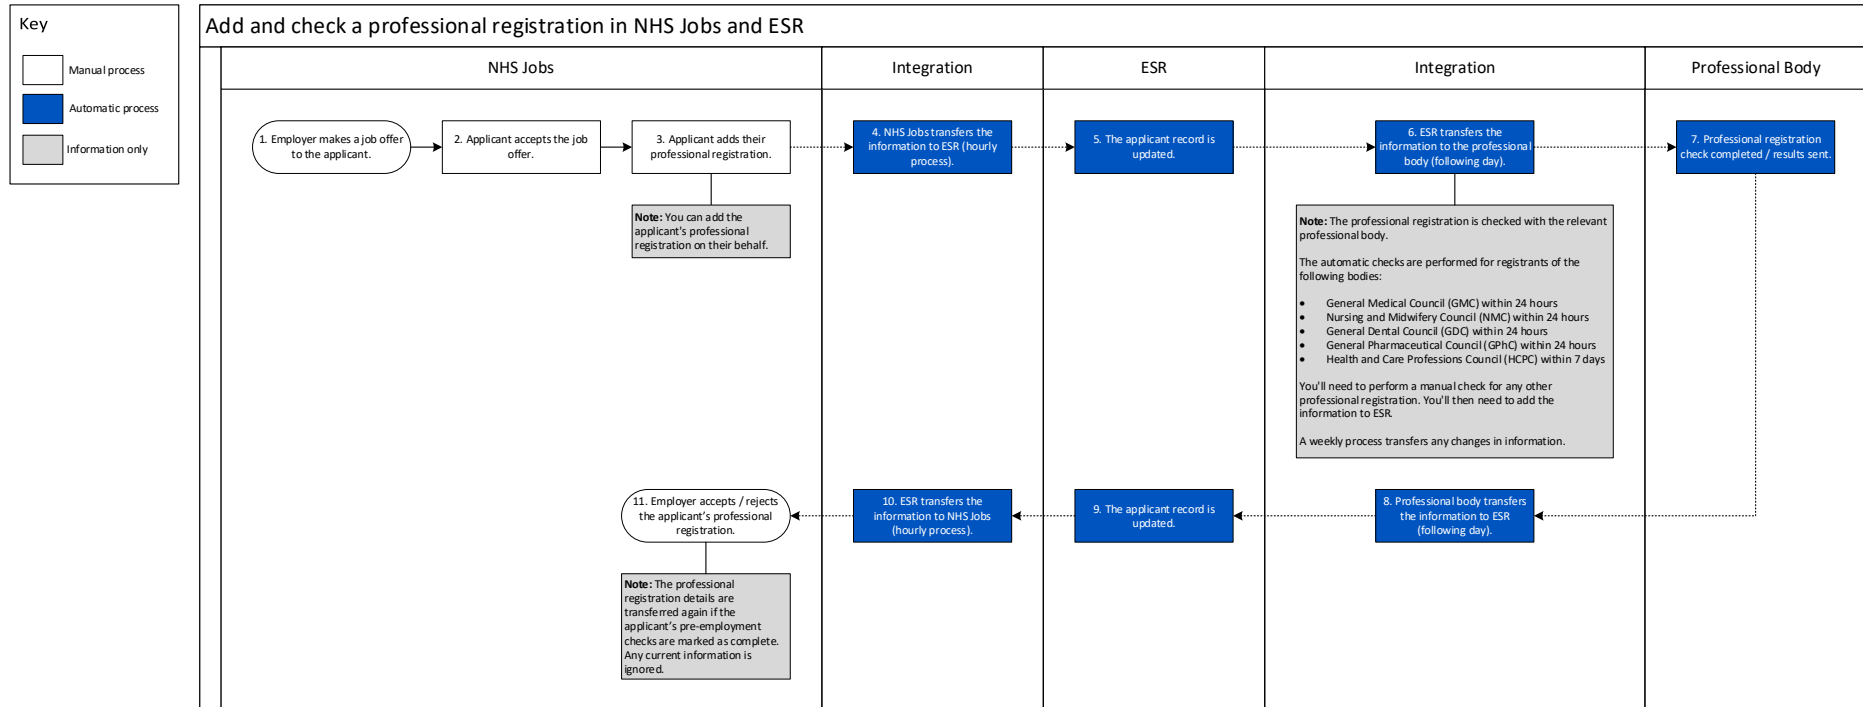 Key
Manual process
Automatic process
Information only
Add and check a professional registration in NHS Jobs and ESR
NHS Jobs
Integration
ESR
Integration
Professional Body
1. Employer makes a job offer
to the applicant.
2. Applicant accepts the job
offer.
3. Applicant adds their
professional registration.
4. NHS Jobs transfers the
information to ESR (hourly
process).
5. The applicant record is
updated.
6. ESR transfers the
information to the professional
body (following day).
7. Professional registration
check completed / results sent.
Note: You can add the
applicant's professional
registration on their behalf.
Note: The professional registration is checked with the relevant
professional body.
The automatic checks are performed for registrants of the
following bodies:
• General Medical Council (GMC) within 24 hours
• Nursing and Midwifery Council (NMC) within 24 hours
• General Dental Council (GDC) within 24 hours
• General Pharmaceutical Council (GPhC) within 24 hours
• Health and Care Professions Council (HCPC) within 7 days
You'll need to perform a manual check for any other
professional registration. You'll then need to add the
information to ESR.
A weekly process transfers any changes in information.
8. Professional body transfers
the information to ESR
(following day).
9. The applicant record is
updated.
10. ESR transfers the
information to NHS Jobs
(hourly process).
11. Employer accepts / rejects
the applicant's professional
registration.
Note: The professional
registration details are
transferred again if the
applicant's pre-employment
checks are marked as complete.
Any current information is
ignored.